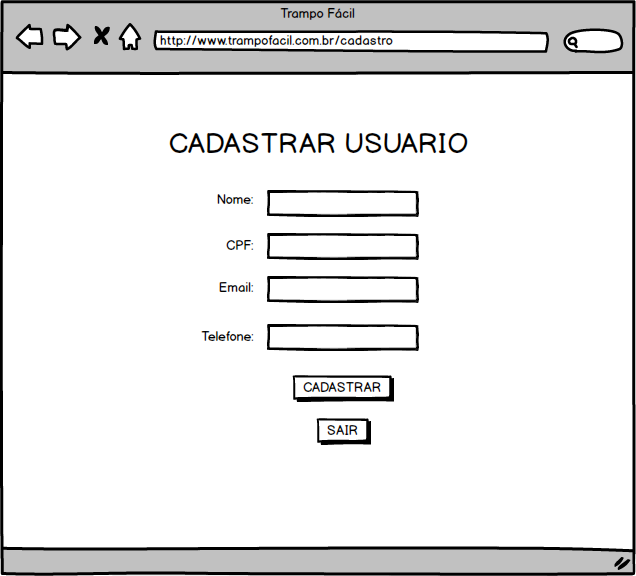 Trampo Fácil
http://www.trampofacil.com.br/cadastro
CADASTRAR USUARIO
Nome:
CPF:
Email:
Telefone:
CADASTRAR
SAIR